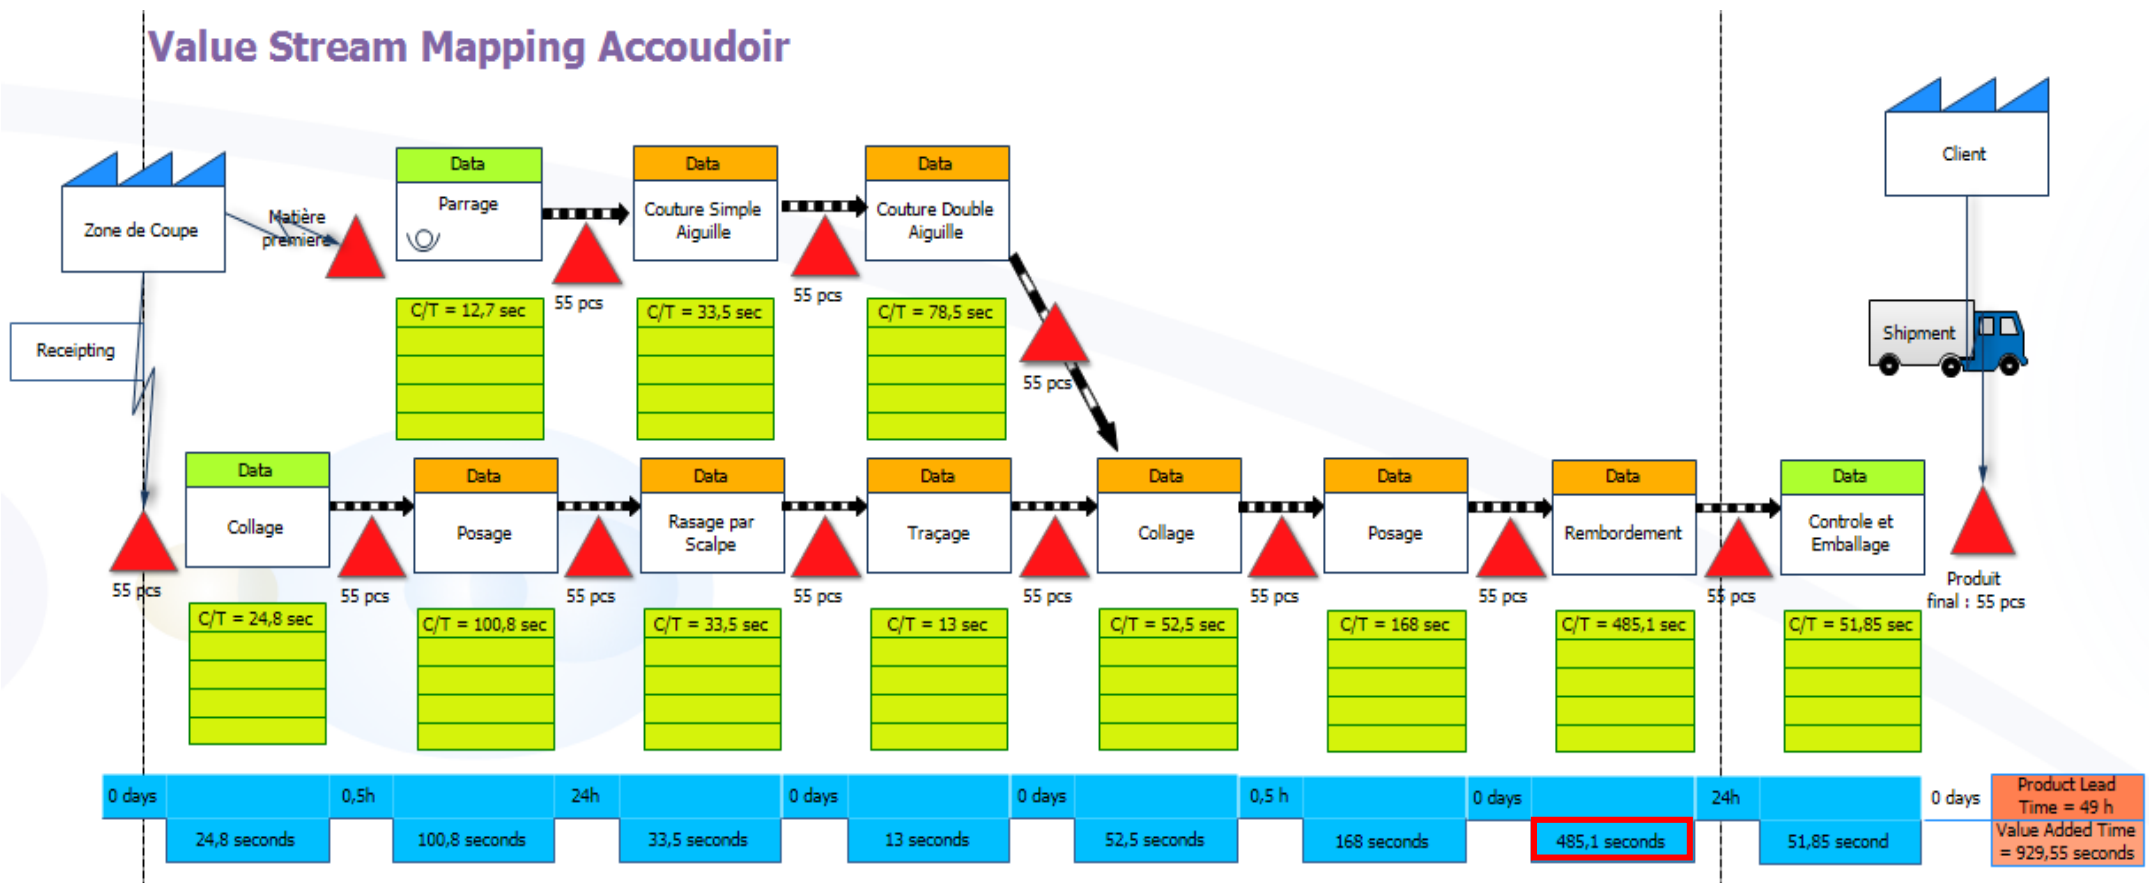 Value Stream Mapping Accoudoir
Client
Zone de Coupe
Matière
première
Data
Parrage
Data
Couture Simple
Aiguille
Data
Couture Double
Aiguille
55 pcs
55 pcs
55 pcs
C/T = 12,7 sec
C/T = 33,5 sec
C/T = 78,5 sec
Receipting
Shipment
Data
Collage
Data
Posage
Data
Rasage par
Scalpe
Data
Traçage
Data
Collage
Data
Posage
Data
Rembordement
Data
Controle et
Emballage
55 pcs
55 pcs
55 pcs
55 pcs
55 pcs
55 pcs
55 pcs
55 pcs
Produit
final : 55 pcs
C/T = 24,8 sec
C/T = 100,8 sec
C/T = 33,5 sec
C/T = 13 sec
C/T = 52,5 sec
C/T = 168 sec
C/T = 485,1 sec
C/T = 51,85 sec
0 days
0,5h
24h
0 days
0 days
0,5 h
0 days
24h
0 days
24,8 seconds
100,8 seconds
33,5 seconds
13 seconds
52,5 seconds
168 seconds
485,1 seconds
51,85 second
Product Lead
Time = 49 h
Value Added Time
= 929,55 seconds